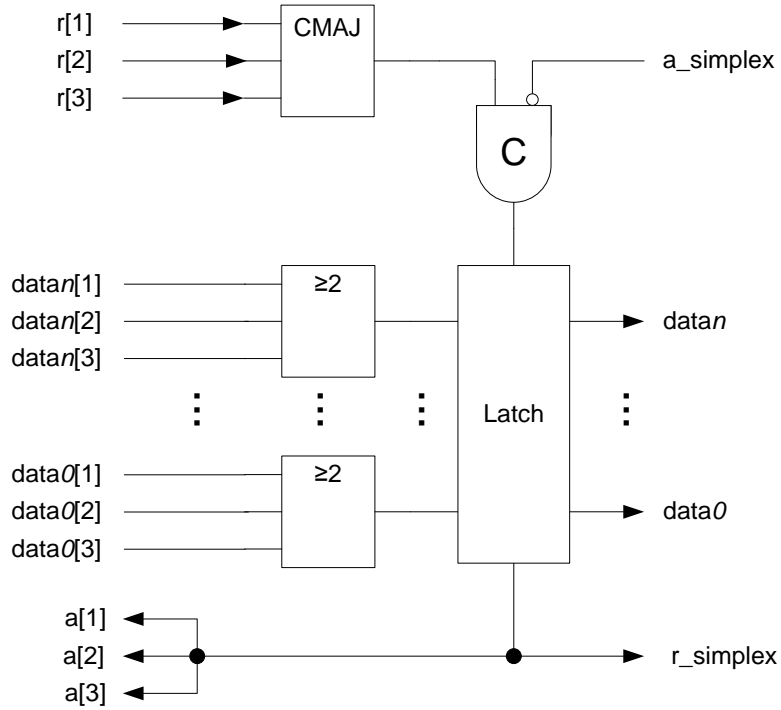 r[1]
CMAJ
r[2]
a_simplex
r[3]
C
datan[1]
≥2
datan[2]
datan
datan[3]
Latch
data0[1]
≥2
data0[2]
data0
data0[3]
a[1]
a[2]
r_simplex
a[3]